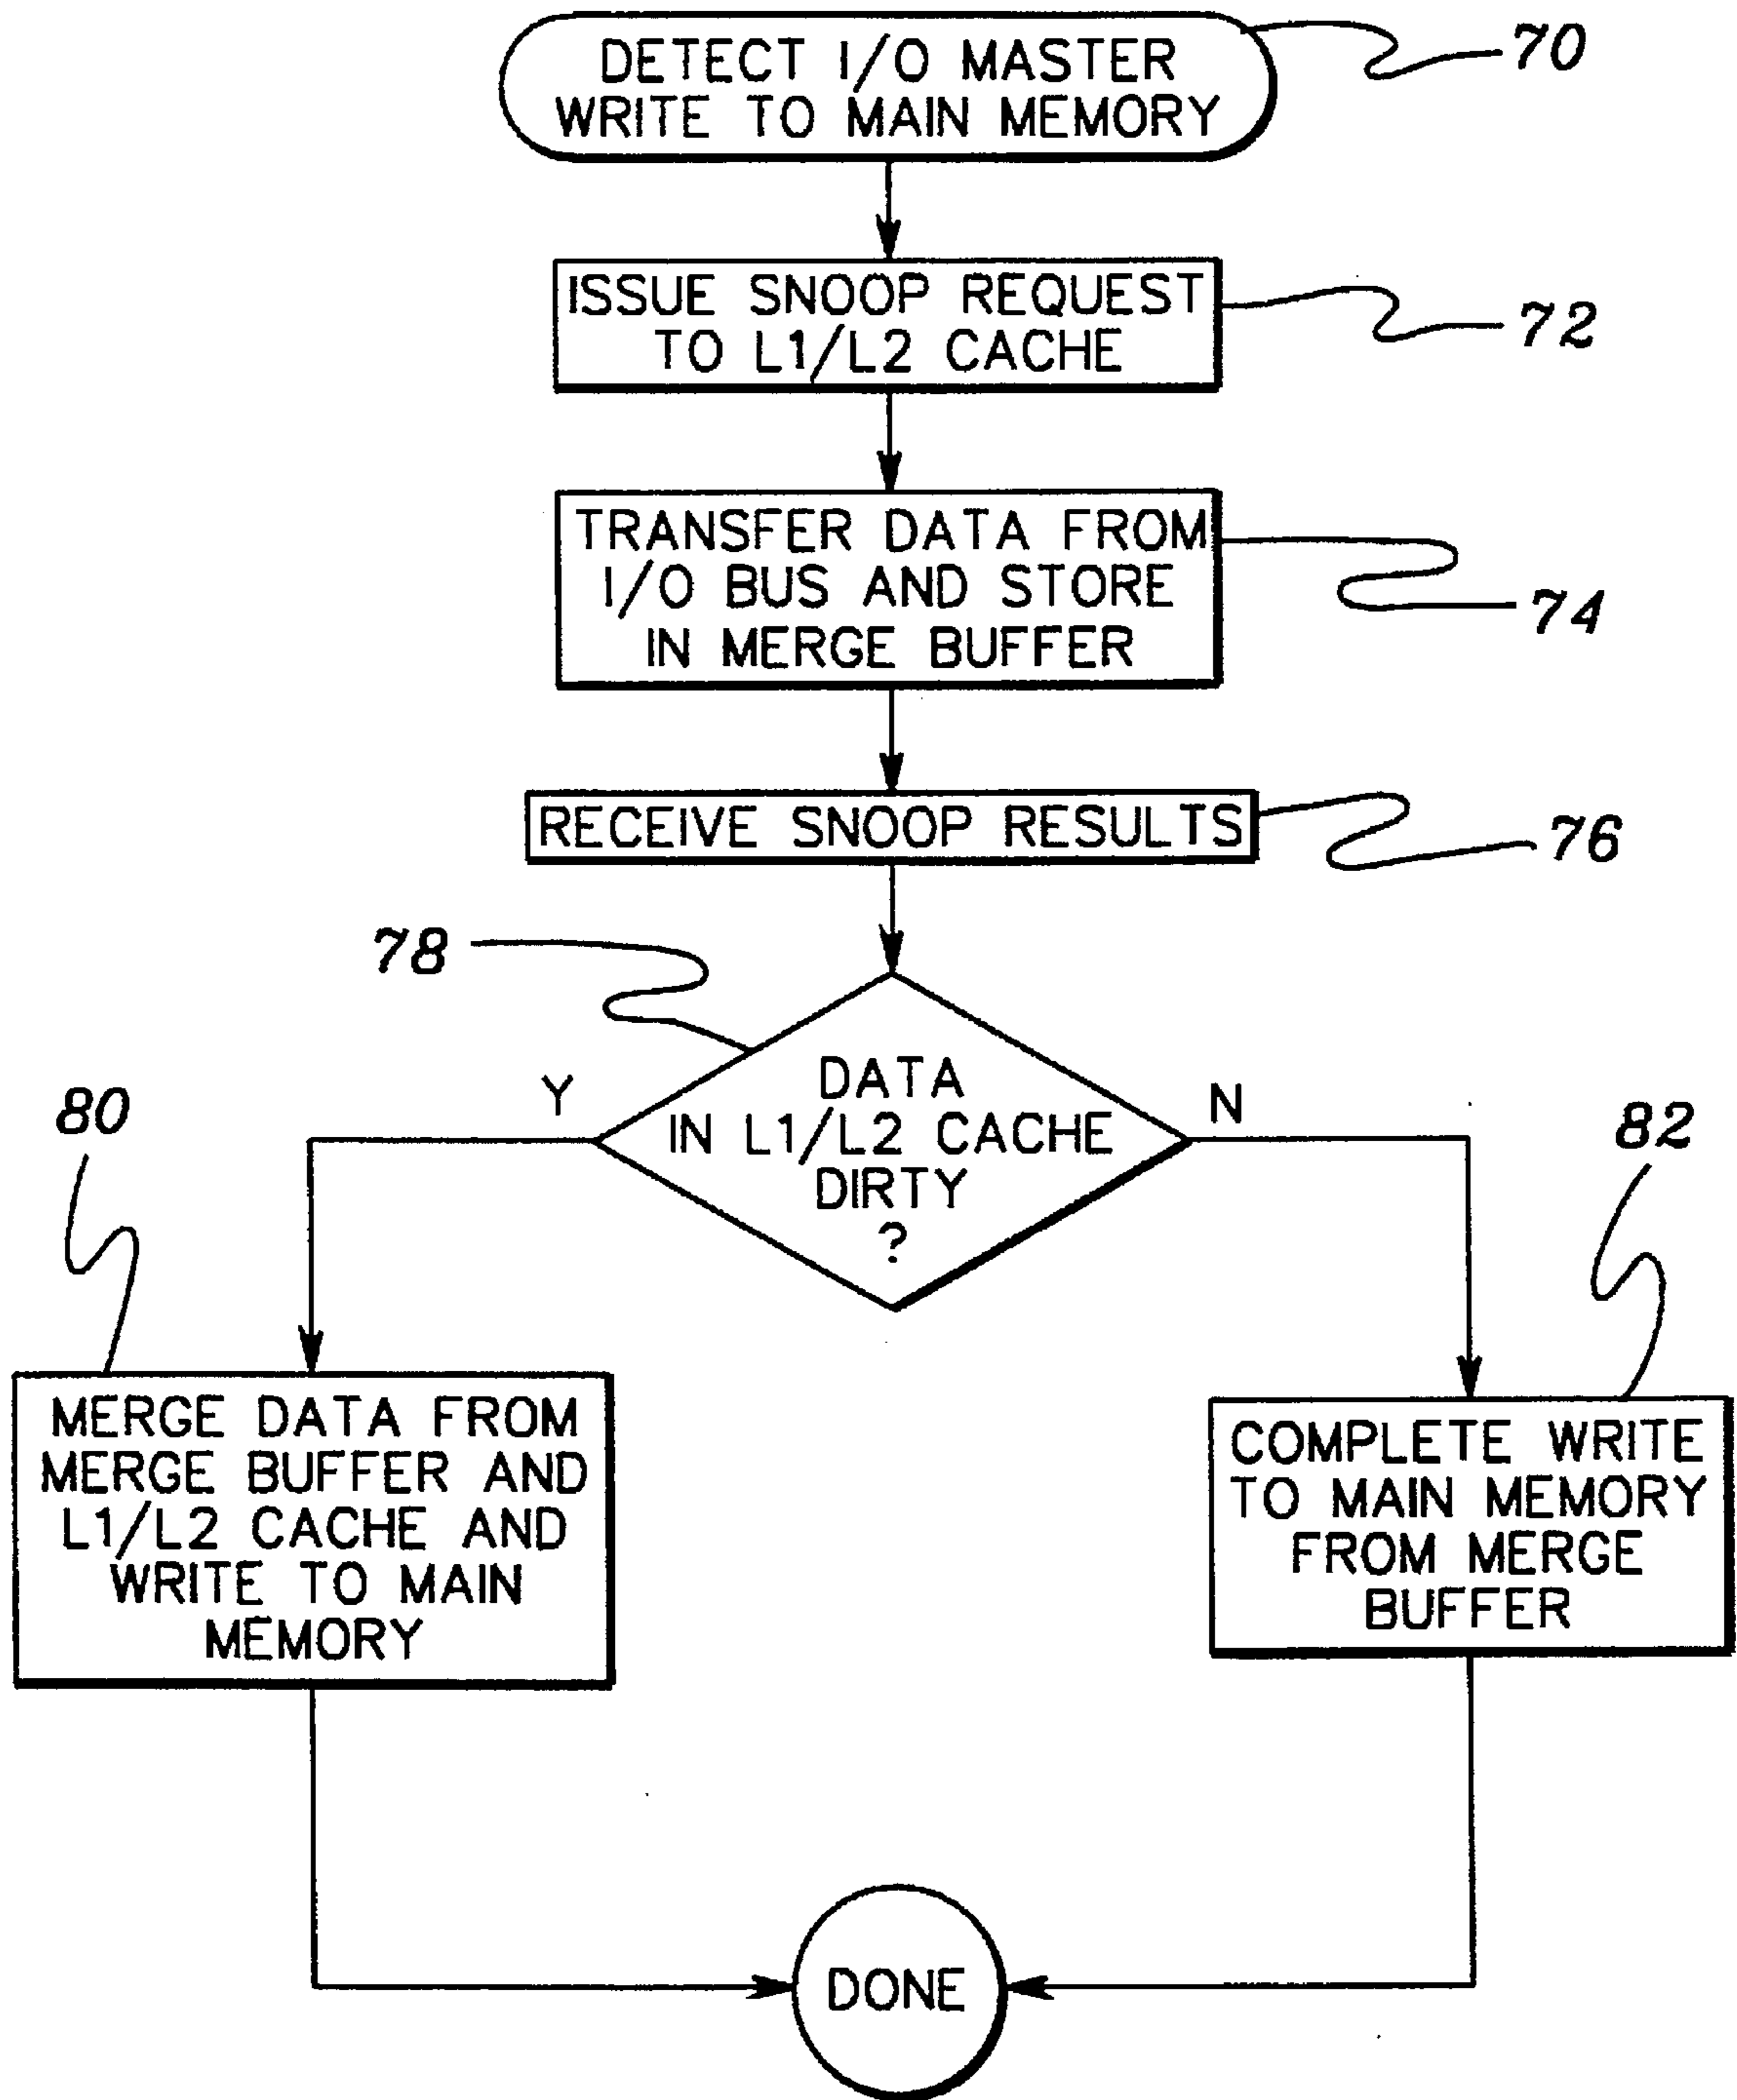 DETECT I/O MASTER
WRITE TO MAIN MEMORY
70
ISSUE SNOOP REQUEST
TO L1/L2 CACHE
72
TRANSFER DATA FROM
I/O BUS AND STORE
IN MERGE BUFFER
74
RECEIVE SNOOP RESULTS
76
78
DATA
IN L1/L2 CACHE
DIRTY
?
Y
N
80
82
MERGE DATA FROM
MERGE BUFFER AND
L1/L2 CACHE AND
WRITE TO MAIN
MEMORY
COMPLETE WRITE
TO MAIN MEMORY
FROM MERGE
BUFFER
DONE